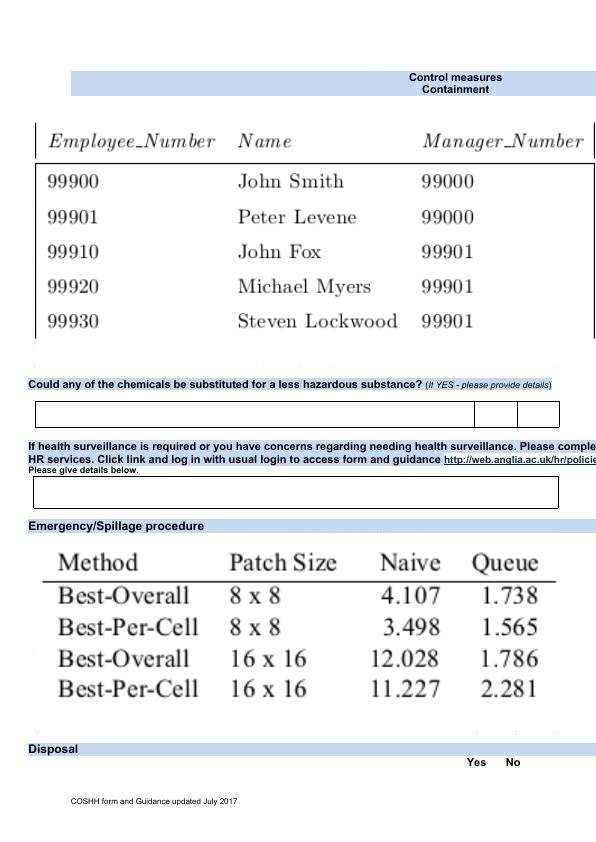 Control measures
Containment
Employee_Number Name Manager_Number
99900 John Smith 99000
99901 Peter Levene 99000
99910 John Fox 99901
99920 Michael Myers 99901
99930 Steven Lockwood 99901
Could any of the chemicals be substituted for a less hazardous substance? (If YES - please provide details)
If health surveillance is required or you have concerns regarding needing health surveillance. Please comple
HR services. Click link and log in with usual login to access form and guidance http://web.anglia.ac.uk/hr/policie
Please give details below.
Emergency/Spillage procedure
Method Patch Size Naive Queue
Best-Overall 8 x 8 4.107 1.738
Best-Per-Cell 8 x 8 3.498 1.565
Best-Overall 16 x 16 12.028 1.786
Best-Per-Cell 16 x 16 11.227 2.281
Disposal
Yes No
COSHH form and Guidance updated July 2017